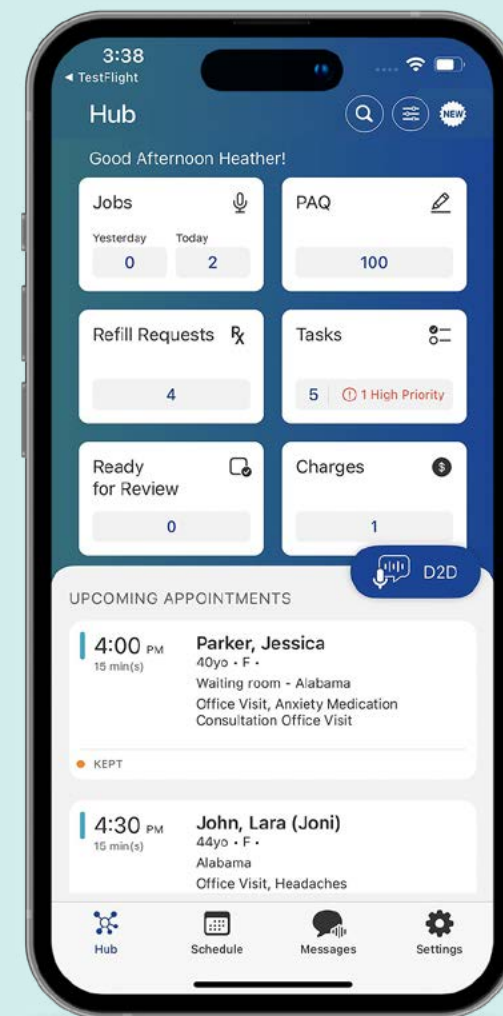 3:38
◀ TestFlight
Hub
NEW
Good Afternoon Heather!
Jobs
Yesterday Today
0 2
PAQ
100
Refill Requests Rx
4
Tasks
5 1 High Priority
Ready
for Review
0
Charges
$
1
D2D
UPCOMING APPOINTMENTS
4:00 PM
15 min(s)
Parker, Jessica
40yo • F •
Waiting room - Alabama
Office Visit, Anxiety Medication
Consultation Office Visit
KEPT
4:30 PM
15 min(s)
John, Lara (Joni)
44yo • F •
Alabama
Office Visit, Headaches
Hub Schedule Messages Settings